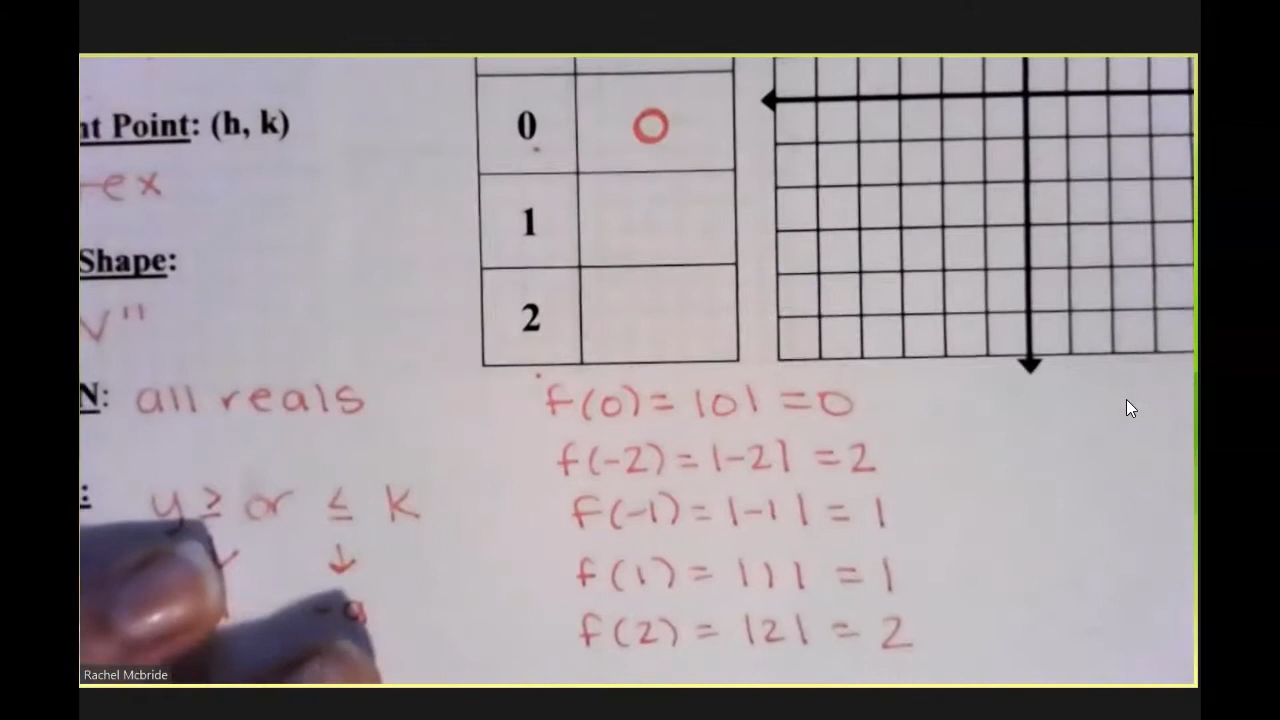 nt Point: (h, k)
0 0
ex
1
Shape:
V"
2
N: all reals
f(0) = |0| = 0
f(-2) = |-2| = 2
y ≥ or ≤ k
f(-1) = |-1| = 1
↓ ↓
f(1) = |1| = 1
-a
f(2) = |2| = 2
Rachel Mcbride